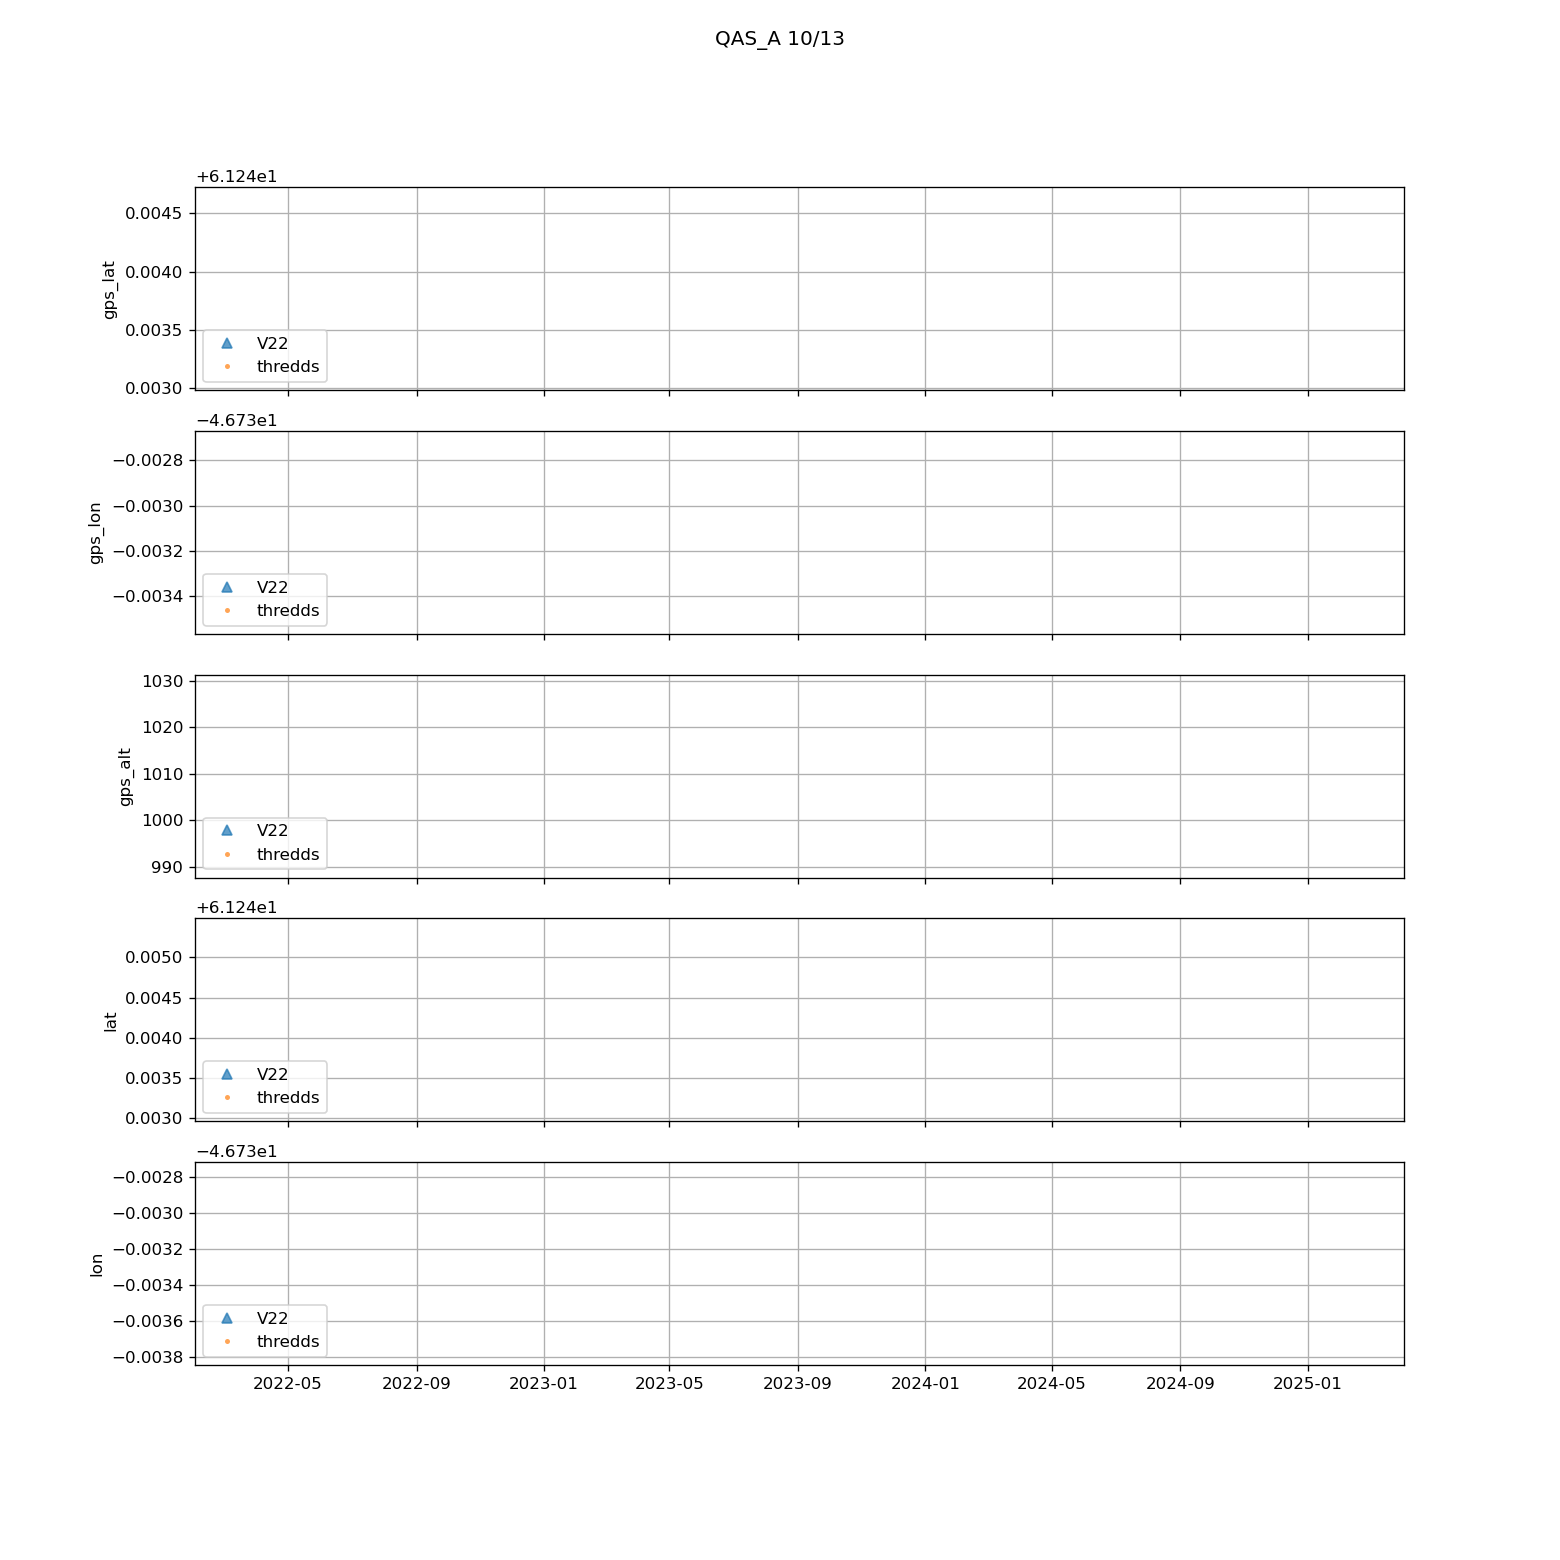 QAS_A 10/13
+6.124e1
0.0045
0.0040
0.0035
0.0030
gps_lat
V22
thredds
−4.673e1
−0.0028
−0.0030
−0.0032
−0.0034
gps_lon
V22
thredds
1030
1020
1010
1000
990
gps_alt
V22
thredds
+6.124e1
0.0050
0.0045
0.0040
0.0035
0.0030
lat
V22
thredds
−4.673e1
−0.0028
−0.0030
−0.0032
−0.0034
−0.0036
−0.0038
lon
V22
thredds
2022-05 2022-09 2023-01 2023-05 2023-09 2024-01 2024-05 2024-09 2025-01